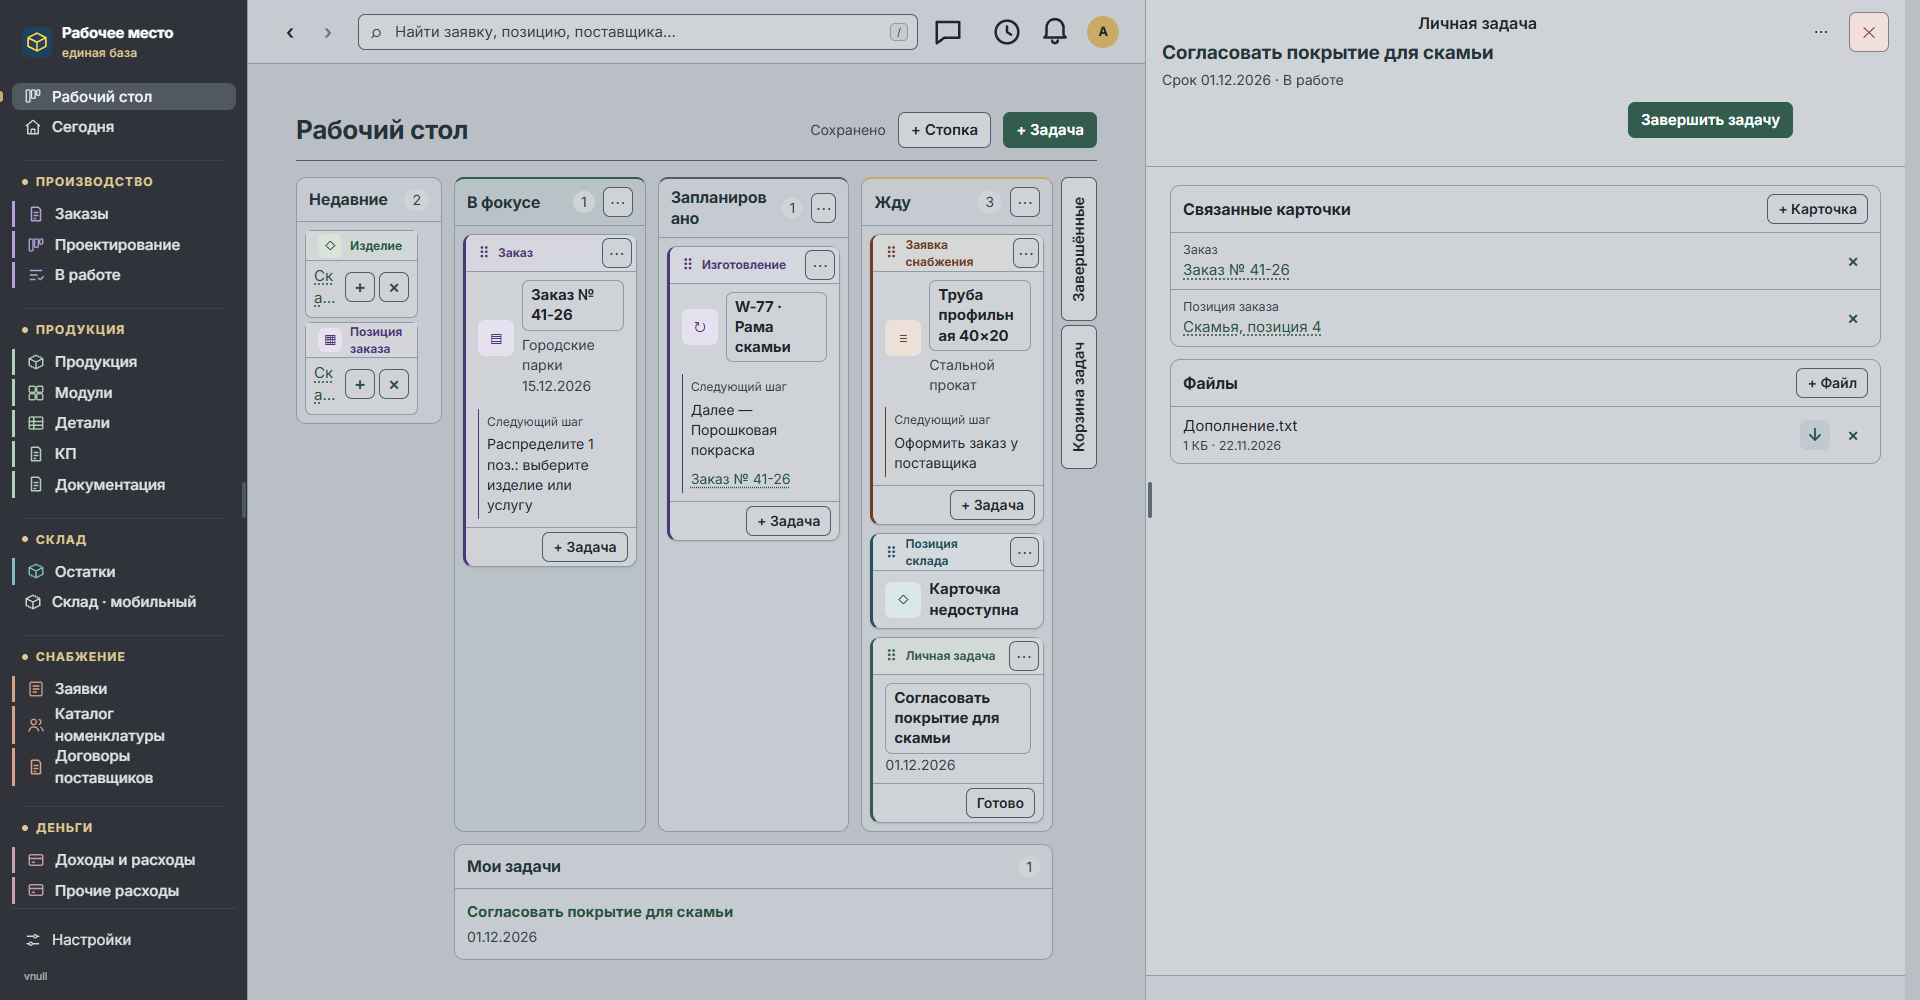 Рабочее место
единая база
Рабочий стол
Сегодня
ПРОИЗВОДСТВО
Заказы
Проектирование
В работе
ПРОДУКЦИЯ
Продукция
Модули
Детали
КП
Документация
СКЛАД
Остатки
Склад · мобильный
СНАБЖЕНИЕ
Заявки
Каталог
номенклатуры
Договоры
поставщиков
ДЕНЬГИ
Доходы и расходы
Прочие расходы
Настройки
vnull
Найти заявку, позицию, поставщика... /
A
Рабочий стол
Сохранено
+ Стопка
+ Задача
Недавние 2
Изделие
Ск
а...
Позиция
заказа
Ск
а...
В фокусе 1
Заказ
Заказ №
41-26
Городские
парки
15.12.2026
Следующий шаг
Распределите 1
поз.: выберите
изделие или
услугу
+ Задача
Запланиров
ано
1
Изготовление
W-77 ·
Рама
скамьи
Следующий шаг
Далее —
Порошковая
покраска
Заказ № 41-26
+ Задача
Жду 3
Заявка
снабжения
Труба
профильн
ая 40×20
Стальной
прокат
Следующий шаг
Оформить заказ у
поставщика
+ Задача
Позиция
склада
Карточка
недоступна
Личная задача
Согласовать
покрытие для
скамьи
01.12.2026
Готово
Завершённые
Корзина задач
Мои задачи 1
Согласовать покрытие для скамьи
01.12.2026
Личная задача
Согласовать покрытие для скамьи
Срок 01.12.2026 · В работе
Завершить задачу
Связанные карточки
+ Карточка
Заказ
Заказ № 41-26
Позиция заказа
Скамья, позиция 4
Файлы
+ Файл
Дополнение.txt
1 КБ · 22.11.2026